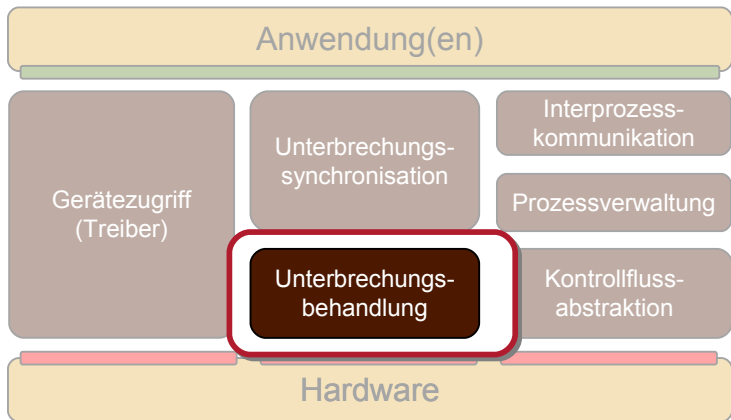 Anwendung(en)
Gerätezugriff
(Treiber)
Unterbrechungs-
synchronisation
Unterbrechungs-
behandlung
Interprozess-
kommunikation
Prozessverwaltung
Kontrollfluss-
abstraktion
Hardware